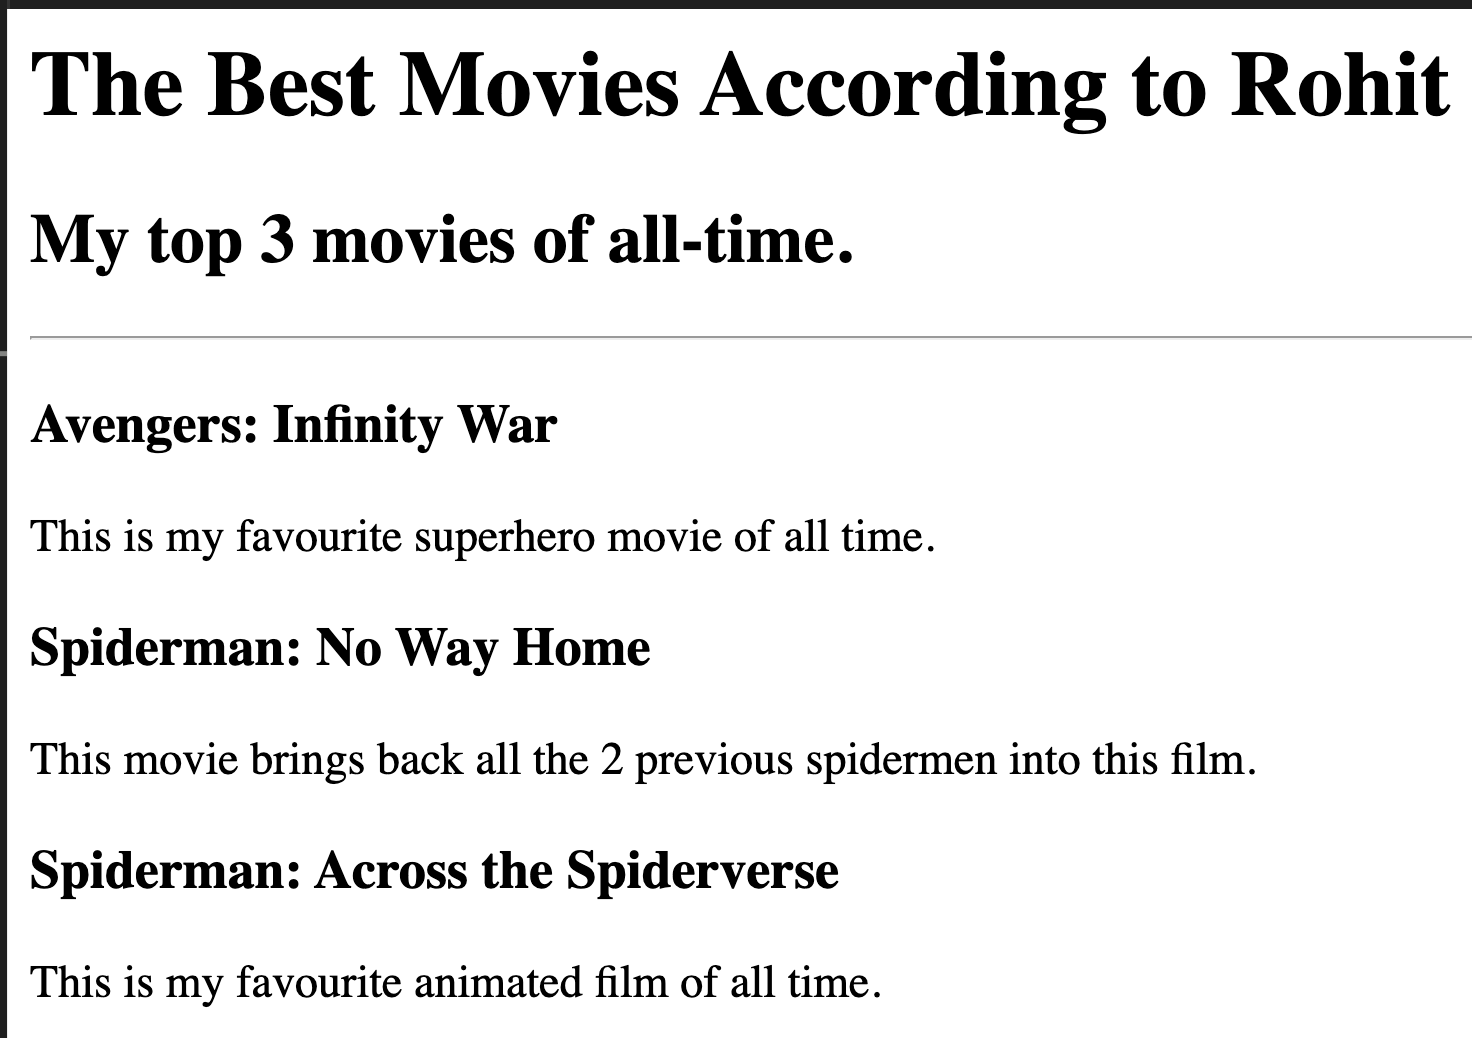 The Best Movies According to Rohit
My top 3 movies of all-time.
Avengers: Infinity War
This is my favourite superhero movie of all time.
Spiderman: No Way Home
This movie brings back all the 2 previous spidermen into this film.
Spiderman: Across the Spiderverse
This is my favourite animated film of all time.